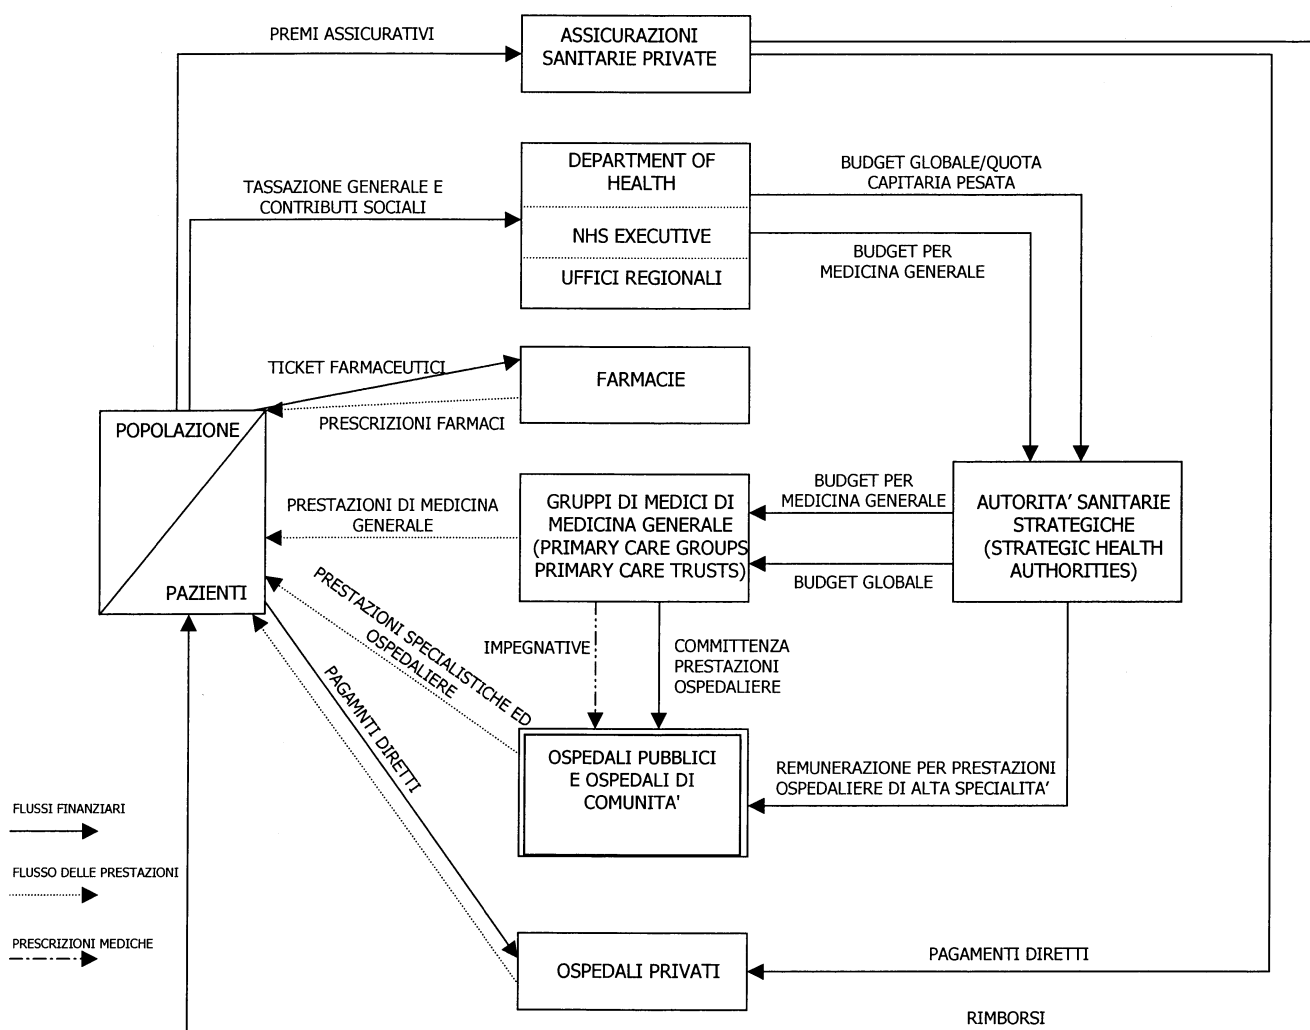 PREMI ASSICURATIVI
ASSICURAZIONI
SANITARIE PRIVATE
TASSAZIONE GENERALE E
CONTRIBUTI SOCIALI
DEPARTMENT OF
HEALTH
NHS EXECUTIVE
UFFICI REGIONALI
BUDGET GLOBALE/QUOTA
CAPITARIA PESATA
BUDGET PER
MEDICINA GENERALE
TICKET FARMACEUTICI
FARMACIE
PRESCRIZIONI FARMACI
POPOLAZIONE
PAZIENTI
PRESTAZIONI DI MEDICINA
GENERALE
GRUPPI DI MEDICI DI
MEDICINA GENERALE
(PRIMARY CARE GROUPS
PRIMARY CARE TRUSTS)
BUDGET PER
MEDICINA GENERALE
BUDGET GLOBALE
AUTORITA' SANITARIE
STRATEGICHE
(STRATEGIC HEALTH
AUTHORITIES)
PRESTAZIONI SPECIALISTICHE ED
OSPEDALIERE
IMPEGNATIVE
COMMITTENZA
PRESTAZIONI
OSPEDALIERE
PAGAMNTI DIRETTI
OSPEDALI PUBBLICI
E OSPEDALI DI
COMUNITA'
REMUNERAZIONE PER PRESTAZIONI
OSPEDALIERE DI ALTA SPECIALITA'
FLUSSI FINANZIARI
FLUSSO DELLE PRESTAZIONI
PRESCRIZIONI MEDICHE
OSPEDALI PRIVATI
PAGAMENTI DIRETTI
RIMBORSI